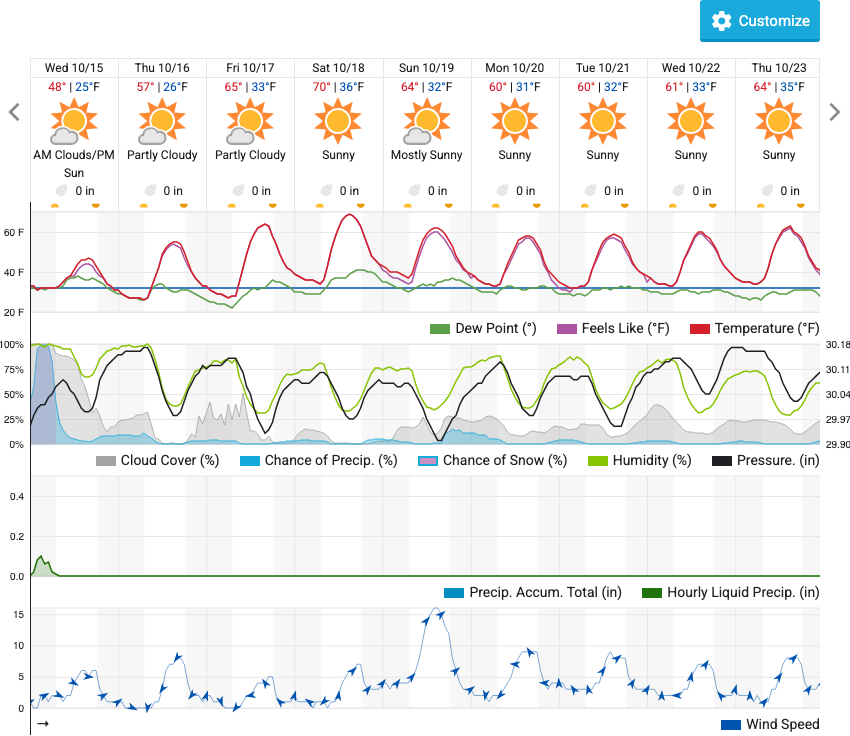 Customize
Wed 10/15 Thu 10/16 Fri 10/17 Sat 10/18 Sun 10/19 Mon 10/20 Tue 10/21 Wed 10/22 Thu 10/23
48° | 25°F 57° | 26°F 65° | 33°F 70° | 36°F 64° | 32°F 60° | 31°F 60° | 32°F 61° | 33°F 64° | 35°F
AM Clouds/PM Partly Cloudy Partly Cloudy Sunny Mostly Sunny Sunny Sunny Sunny Sunny
Sun
0 in 0 in 0 in 0 in 0 in 0 in 0 in 0 in 0 in
60 F
40 F
20 F
Dew Point (°) Feels Like (°F) Temperature (°F)
100% 30.18
75% 30.11
50% 30.04
25% 29.97
0% 29.90
Cloud Cover (%) Chance of Precip. (%) Chance of Snow (%) Humidity (%) Pressure. (in)
0.4
0.2
0.0
Precip. Accum. Total (in) Hourly Liquid Precip. (in)
15
10
5
0
Wind Speed